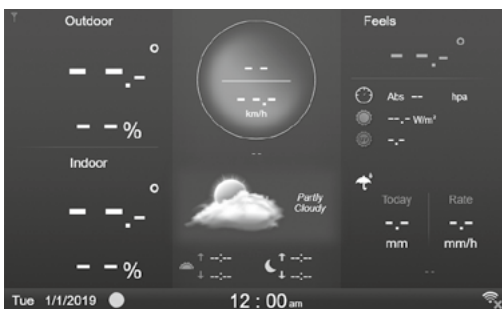 Outdoor
-- --.-°
-- -- %
Indoor
-- --.-°
-- -- %
-- --
-- --.-
km/h
--
Partly
Cloudy
↑ --:--
↓ --:--
↑ --:--
↓ --:--
Feels
-- --.-°
Abs -- hpa
--.- W/m²
-.-
Today
-.-
mm
Rate
-.-
mm/h
--
Tue 1/1/2019
12 : 00 am